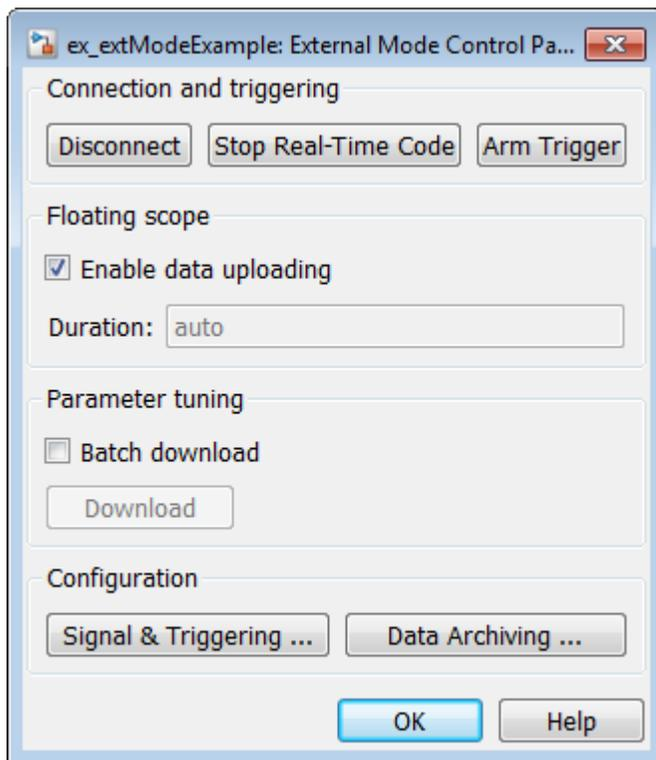 ex_extModeExample: External Mode Control Pa...
Connection and triggering
Disconnect Stop Real-Time Code Arm Trigger
Floating scope
Enable data uploading
Duration: auto
Parameter tuning
Batch download
Download
Configuration
Signal & Triggering ... Data Archiving ...
OK Help